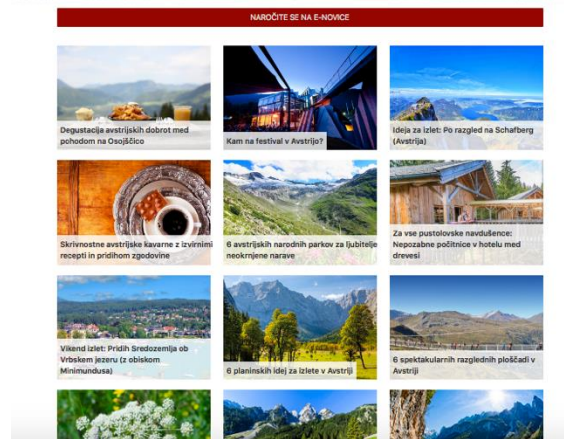 NAROČITE SE NA E-NOVICE
Degustacija avstrijskih dobrot med
pohodom na Osojščico
Kam na festival v Avstrijo?
Ideja za izlet: Po razgled na Schafberg
(Avstrija)
Skrivnostne avstrijske kavarne z izvirnimi
recepti in pridihom zgodovine
6 avstrijskih narodnih parkov za ljubitelje
neokrnjene narave
Za vse pustolovske navdušence:
Nepozabne počitnice v hotelu med
drevesi
Vikend izlet: Pridih Sredozemlja ob
Vrbskem jezeru (z obiskom
Minimundusa)
6 planinskih idej za izlete v Avstriji
6 spektakularnih razglednih ploščadi v
Avstriji